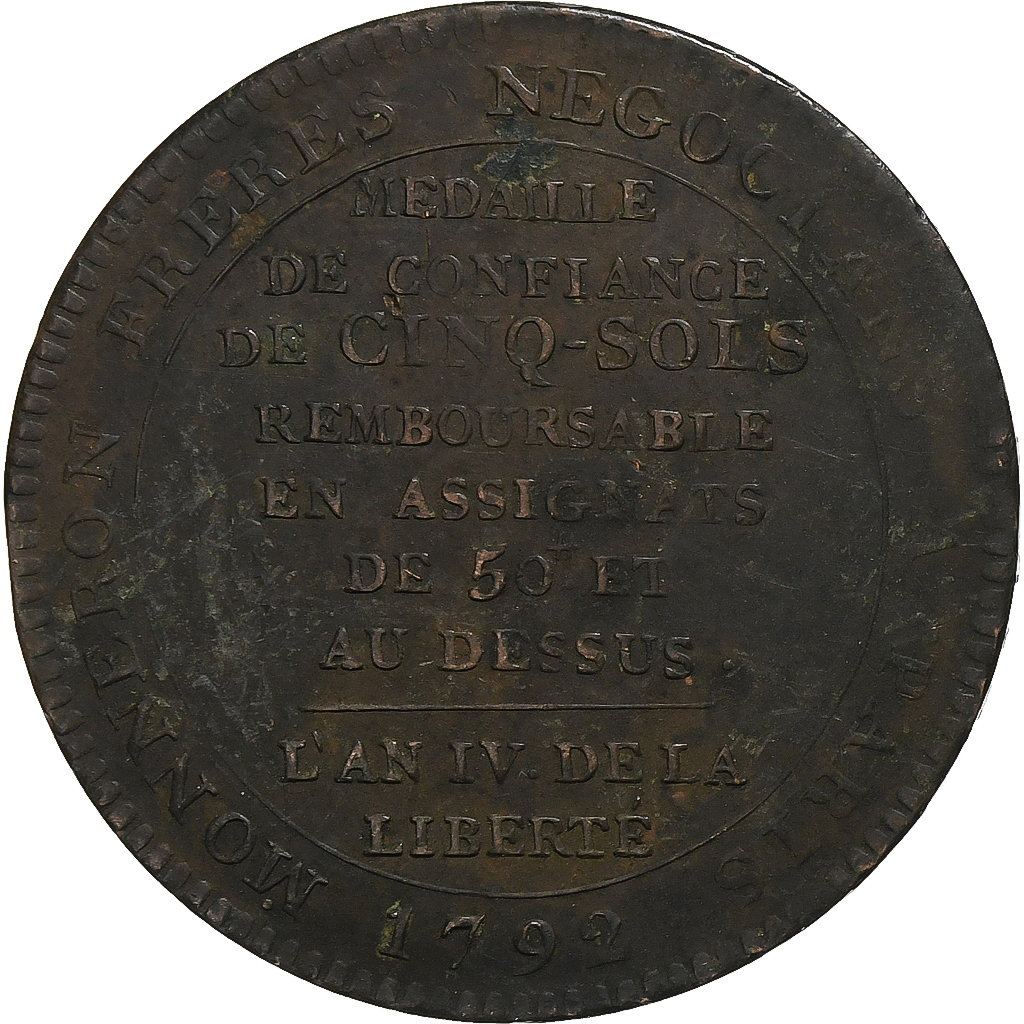 M. MONNERON FRERES NEGOCIANS A PARIS
1792
MEDAILLE
DE CONFIANCE
DE CINQ-SOLS
REMBOURSABLE
EN ASSIGNATS
DE 50ᵗ ET
AU DESSUS.
L'AN IV. DE LA
LIBERTÉ